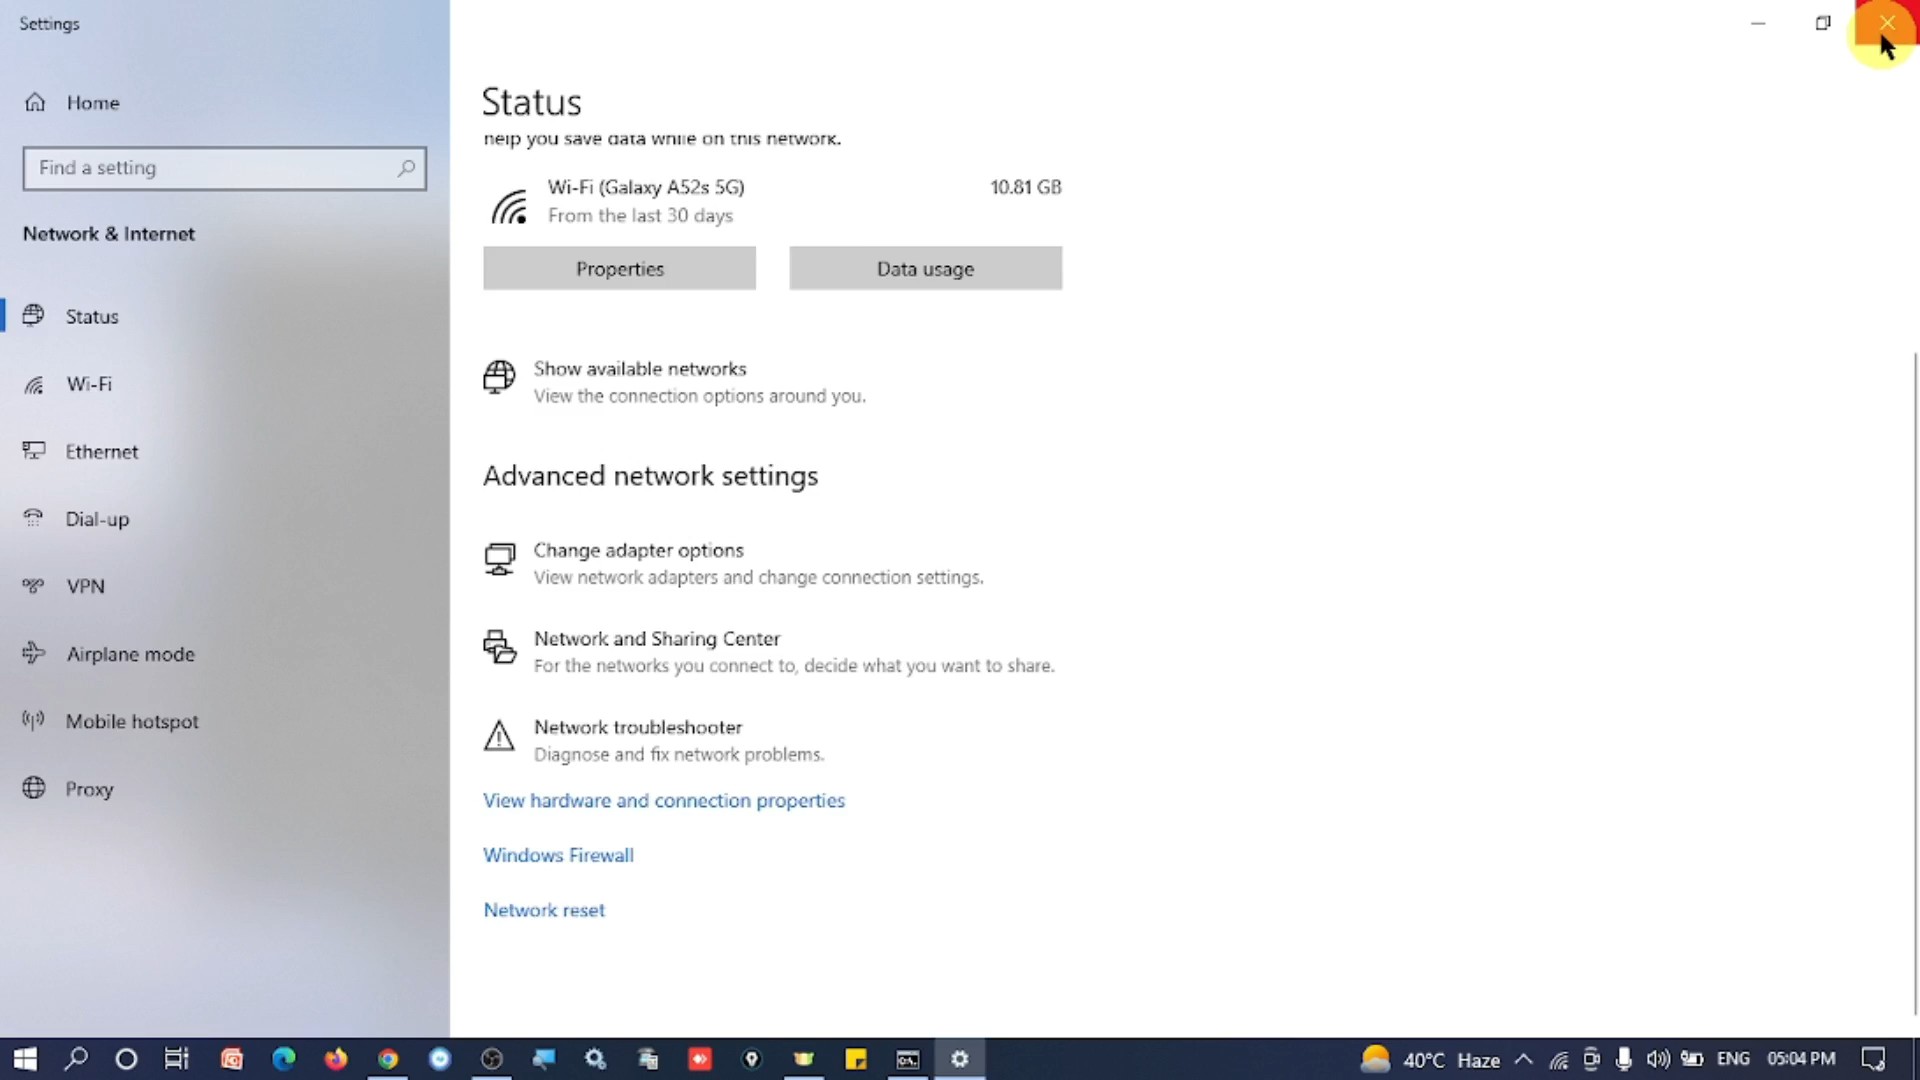 Settings
Home
Find a setting
Network & Internet
Status
Wi-Fi
Ethernet
Dial-up
VPN
Airplane mode
Mobile hotspot
Proxy
Status
help you save data while on this network.
Wi-Fi (Galaxy A52s 5G)
10.81 GB
From the last 30 days
Properties
Data usage
Show available networks
View the connection options around you.
Advanced network settings
Change adapter options
View network adapters and change connection settings.
Network and Sharing Center
For the networks you connect to, decide what you want to share.
Network troubleshooter
Diagnose and fix network problems.
View hardware and connection properties
Windows Firewall
Network reset
40°C Haze
ENG
05:04 PM